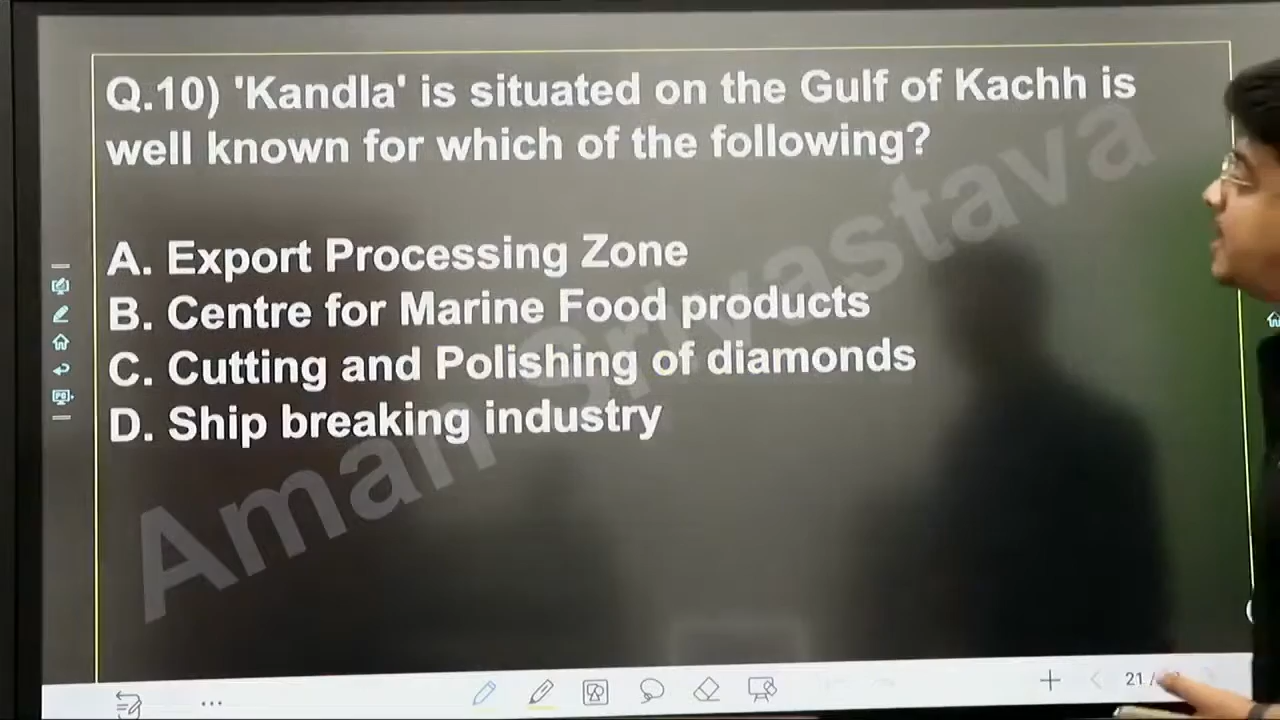 Q.10) 'Kandla' is situated on the Gulf of Kachh is
well known for which of the following?
A. Export Processing Zone
B. Centre for Marine Food products
C. Cutting and Polishing of diamonds
D. Ship breaking industry
Aman Srivastava
21 /